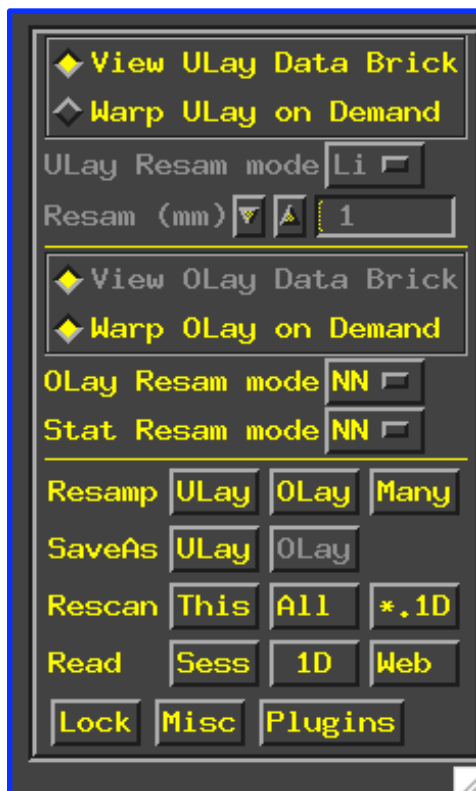 View ULay Data Brick
Warp ULay on Demand
ULay Resam mode Li
Resam (mm) 1
View OLay Data Brick
Warp OLay on Demand
OLay Resam mode NN
Stat Resam mode NN
Resamp ULay OLay Many
SaveAs ULay OLay
Rescan This All *.1D
Read Sess 1D Web
Lock Misc Plugins